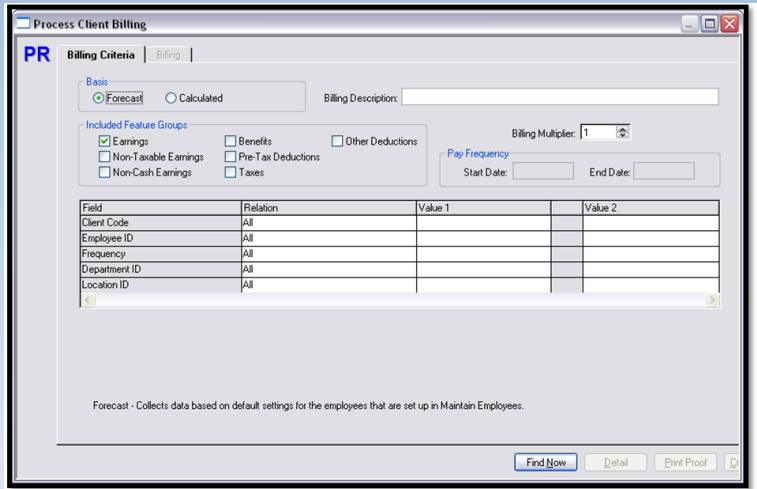 Process Client Billing
PR
Billing Criteria Billing
Basis
Forecast Calculated
Billing Description:
Included Feature Groups
Earnings Benefits Other Deductions
Billing Multiplier: 1
Non-Taxable Earnings Pre-Tax Deductions
Pay Frequency
Non-Cash Earnings Taxes
Start Date: End Date:
Field Relation Value 1 Value 2
Client Code All
Employee ID All
Frequency All
Department ID All
Location ID All
Forecast - Collects data based on default settings for the employees that are set up in Maintain Employees.
Find Now Detail Print Proof